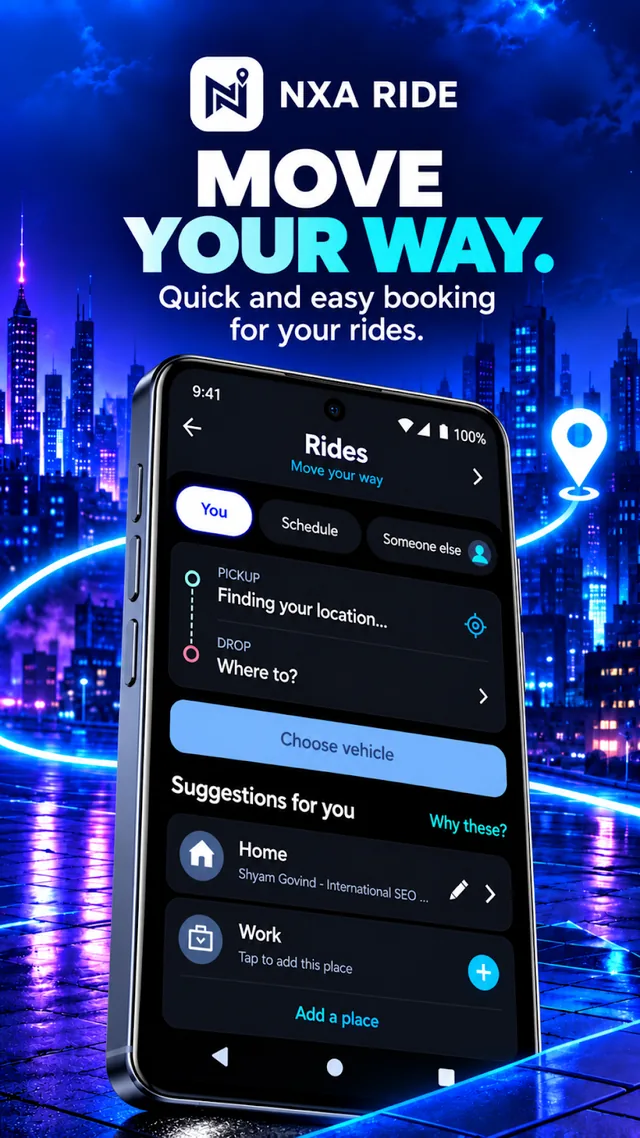 NXA RIDE
MOVE
YOUR WAY.
Quick and easy booking
for your rides.
9:41
100%
Rides
Move your way
You
Schedule
Someone else
PICKUP
Finding your location...
DROP
Where to?
Choose vehicle
Suggestions for you
Why these?
Home
Shyam Govind - International SEO ...
Work
Tap to add this place
Add a place